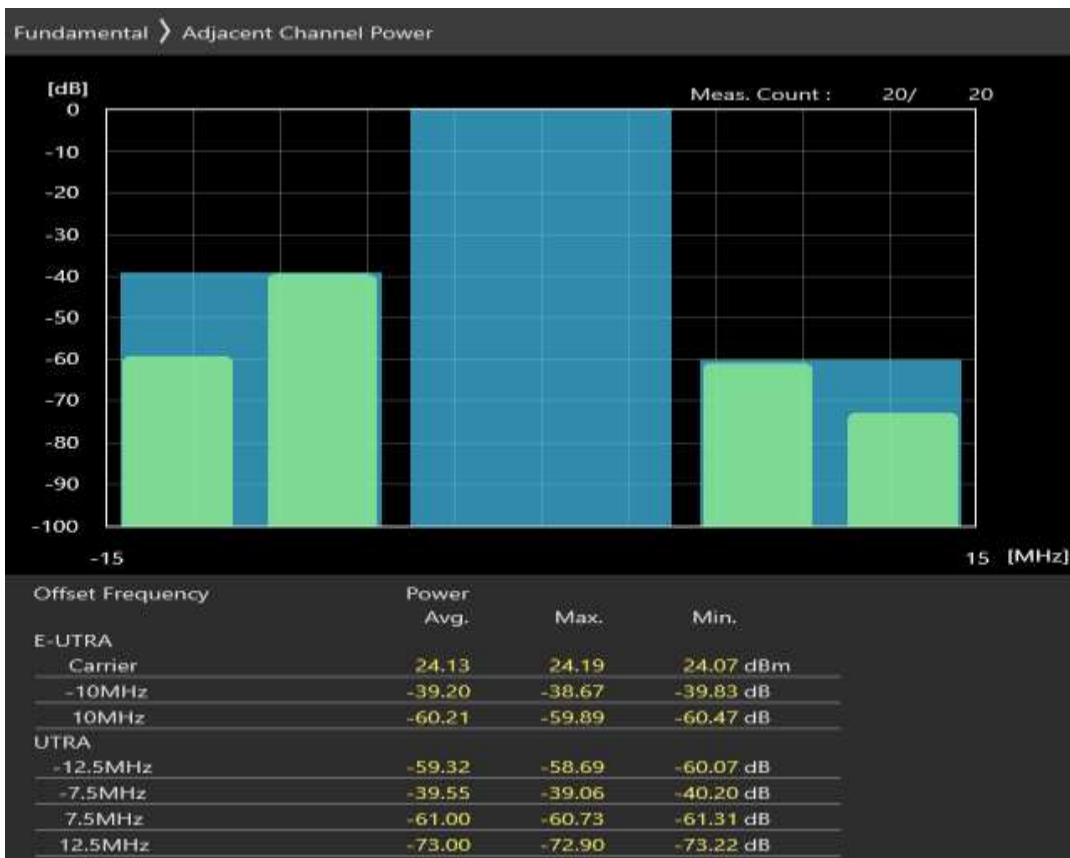 Fundamental ❯ Adjacent Channel Power
[dB]
Meas. Count : 20/ 20
0
-10
-20
-30
-40
-50
-60
-70
-80
-90
-100
-15 15 [MHz]
Offset Frequency Power
Avg. Max. Min.
E-UTRA
Carrier 24.13 24.19 24.07 dBm
-10MHz -39.20 -38.67 -39.83 dB
10MHz -60.21 -59.89 -60.47 dB
UTRA
-12.5MHz -59.32 -58.69 -60.07 dB
-7.5MHz -39.55 -39.06 -40.20 dB
7.5MHz -61.00 -60.73 -61.31 dB
12.5MHz -73.00 -72.90 -73.22 dB